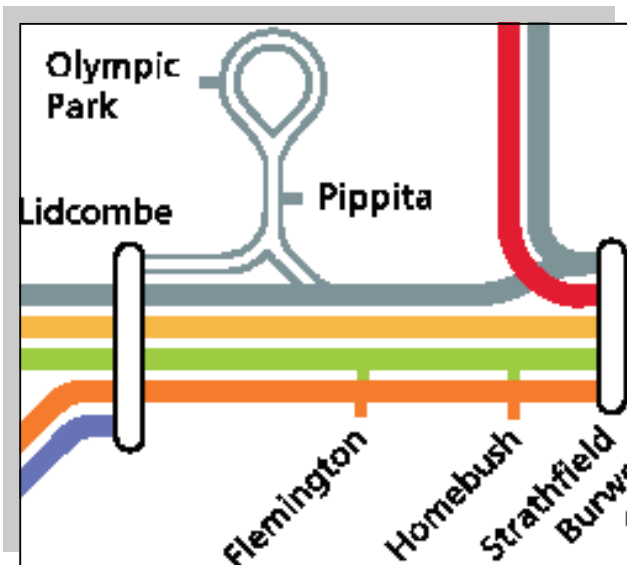 Olympic
Park
Pippita
Lidcombe
Flemington
Homebush
Strathfield